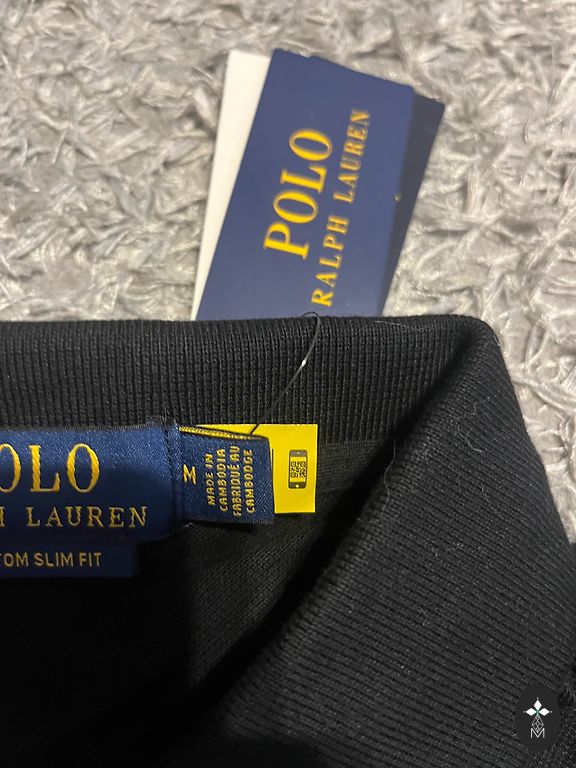 POLO
RALPH LAUREN
OLO
H LAUREN
TOM SLIM FIT
M
MADE IN
CAMBODIA
FABRIQUÉ AU
CAMBODGE
M